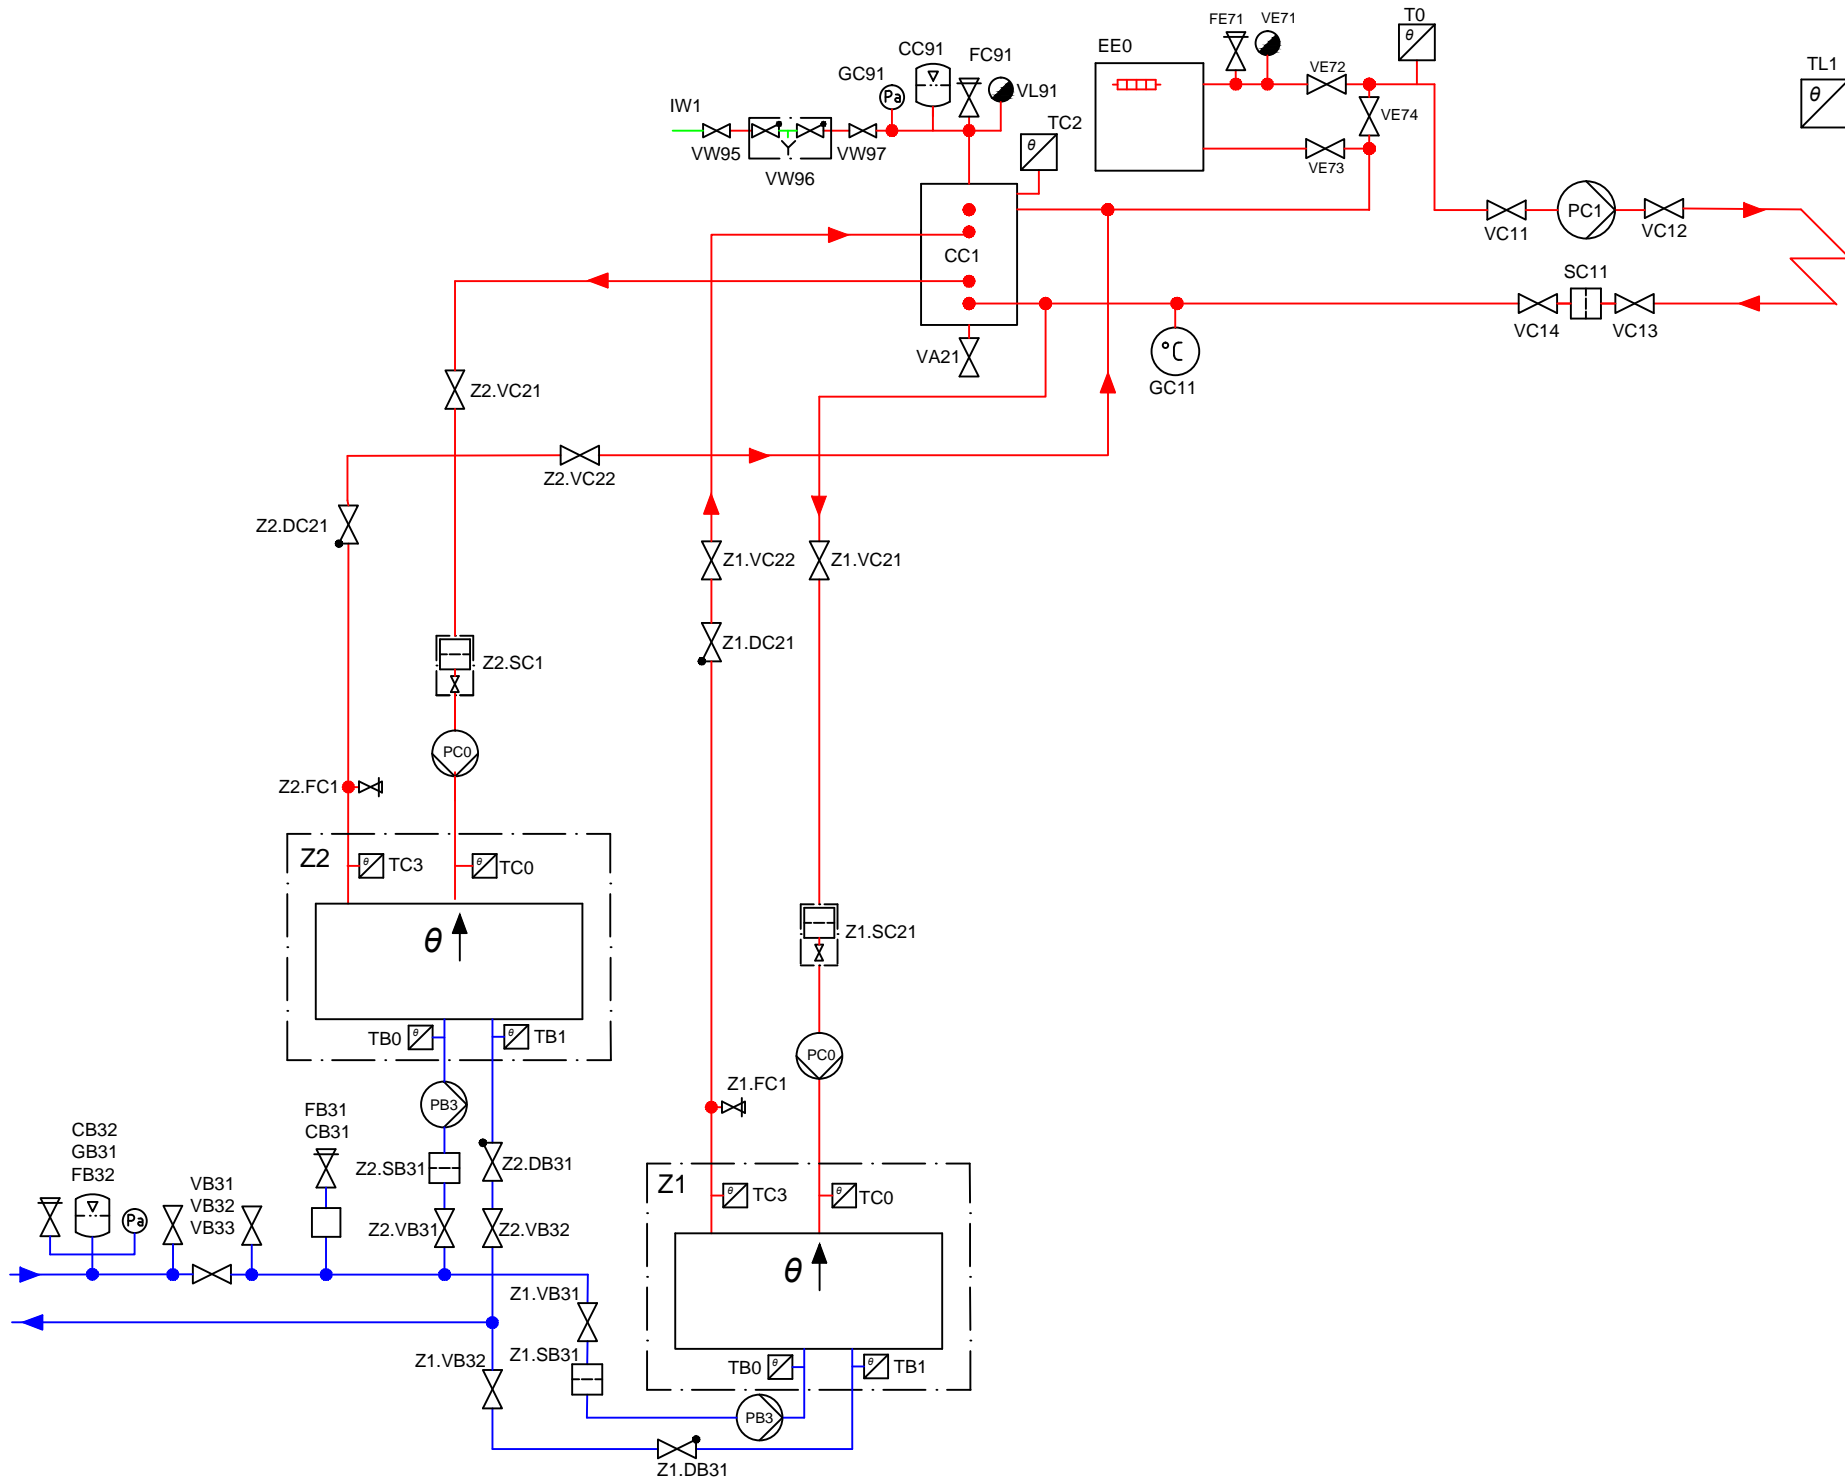 FE71
VE71
T0
CC91
FC91
EE0
GC91
VE72
TL1
θ
Pa
VL91
IW1
TC2
VE74
θ
θ
VW95
VW97
VE73
VW96
PC1
VC11
VC12
CC1
SC11
VC14
VC13
VA21
°C
GC11
Z2.VC21
Z2.VC22
Z2.DC21
Z1.VC22
Z1.VC21
Z1.DC21
Z2.SC1
PC0
Z2.FC1
Z2
θ
TC3
θ
TC0
Z1.SC21
θ
TB0
θ
θ
TB1
PC0
Z1.FC1
PB3
FB31
CB31
CB32
GB31
FB32
Z2.SB31
Z2.DB31
VB31
VB32
VB33
Z1
θ
TC3
θ
TC0
Pa
Z2.VB31
Z2.VB32
θ
Z1.VB31
Z1.VB32
Z1.SB31
TB0
θ
θ
TB1
PB3
Z1.DB31